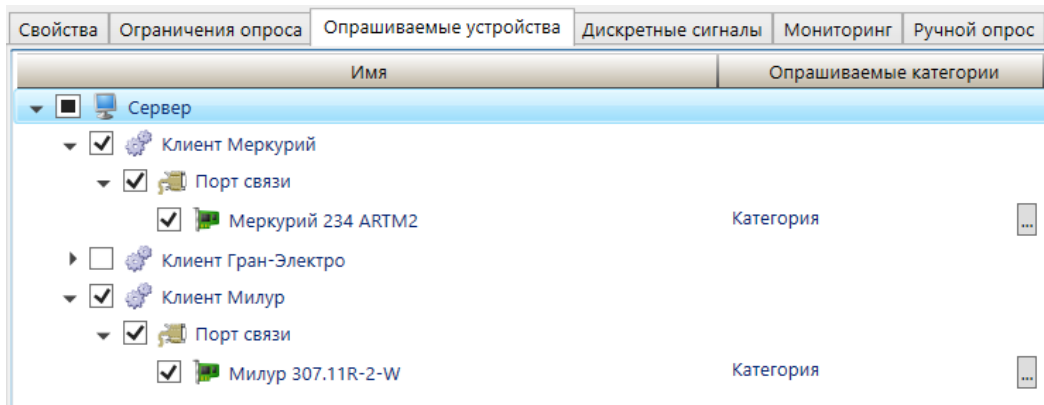 Свойства Ограничения опроса Опрашиваемые устройства Дискретные сигналы Мониторинг Ручной опрос
Имя Опрашиваемые категории
Сервер
Клиент Меркурий
Порт связи
Меркурий 234 ARTM2 Категория ...
Клиент Гран-Электро
Клиент Милур
Порт связи
Милур 307.11R-2-W Категория ...